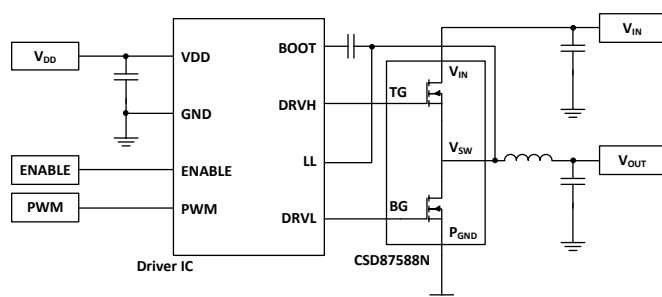 VDD
ENABLE
PWM
VDD
GND
ENABLE
PWM
BOOT
DRVH
LL
DRVL
Driver IC
TG
BG
VIN
VSW
PGND
CSD87588N
VIN
VOUT